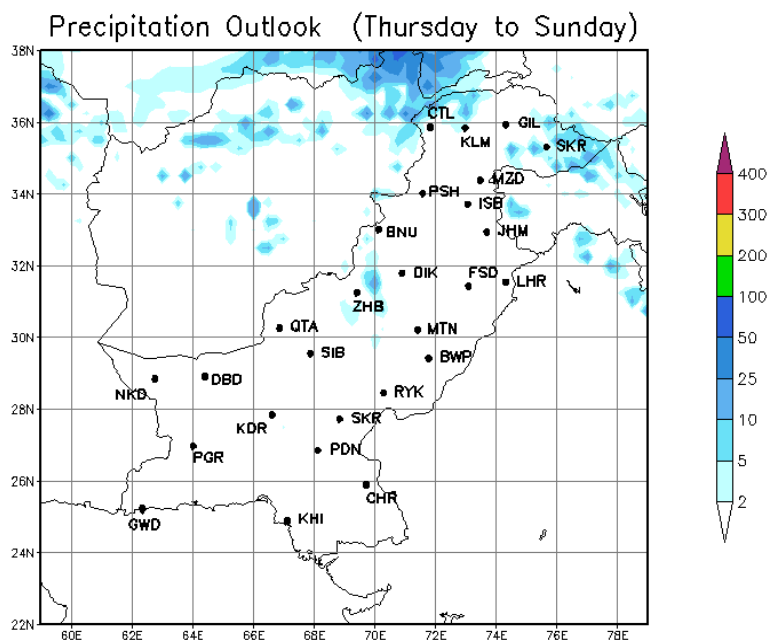 Precipitation Outlook (Thursday to Sunday)
38N
36N
34N
32N
30N
28N
26N
24N
22N
CTL
KLM
GIL
SKR
MZD
PSH
ISB
BNU
JHM
DIK
FSD
LHR
ZHB
QTA
MTN
SIB
BWP
NKD
DBD
RYK
KDR
SKR
PGR
PDN
CHR
GWD
KHI
60E 62E 64E 66E 68E 70E 72E 74E 76E 78E
400
300
200
100
50
25
10
5
2